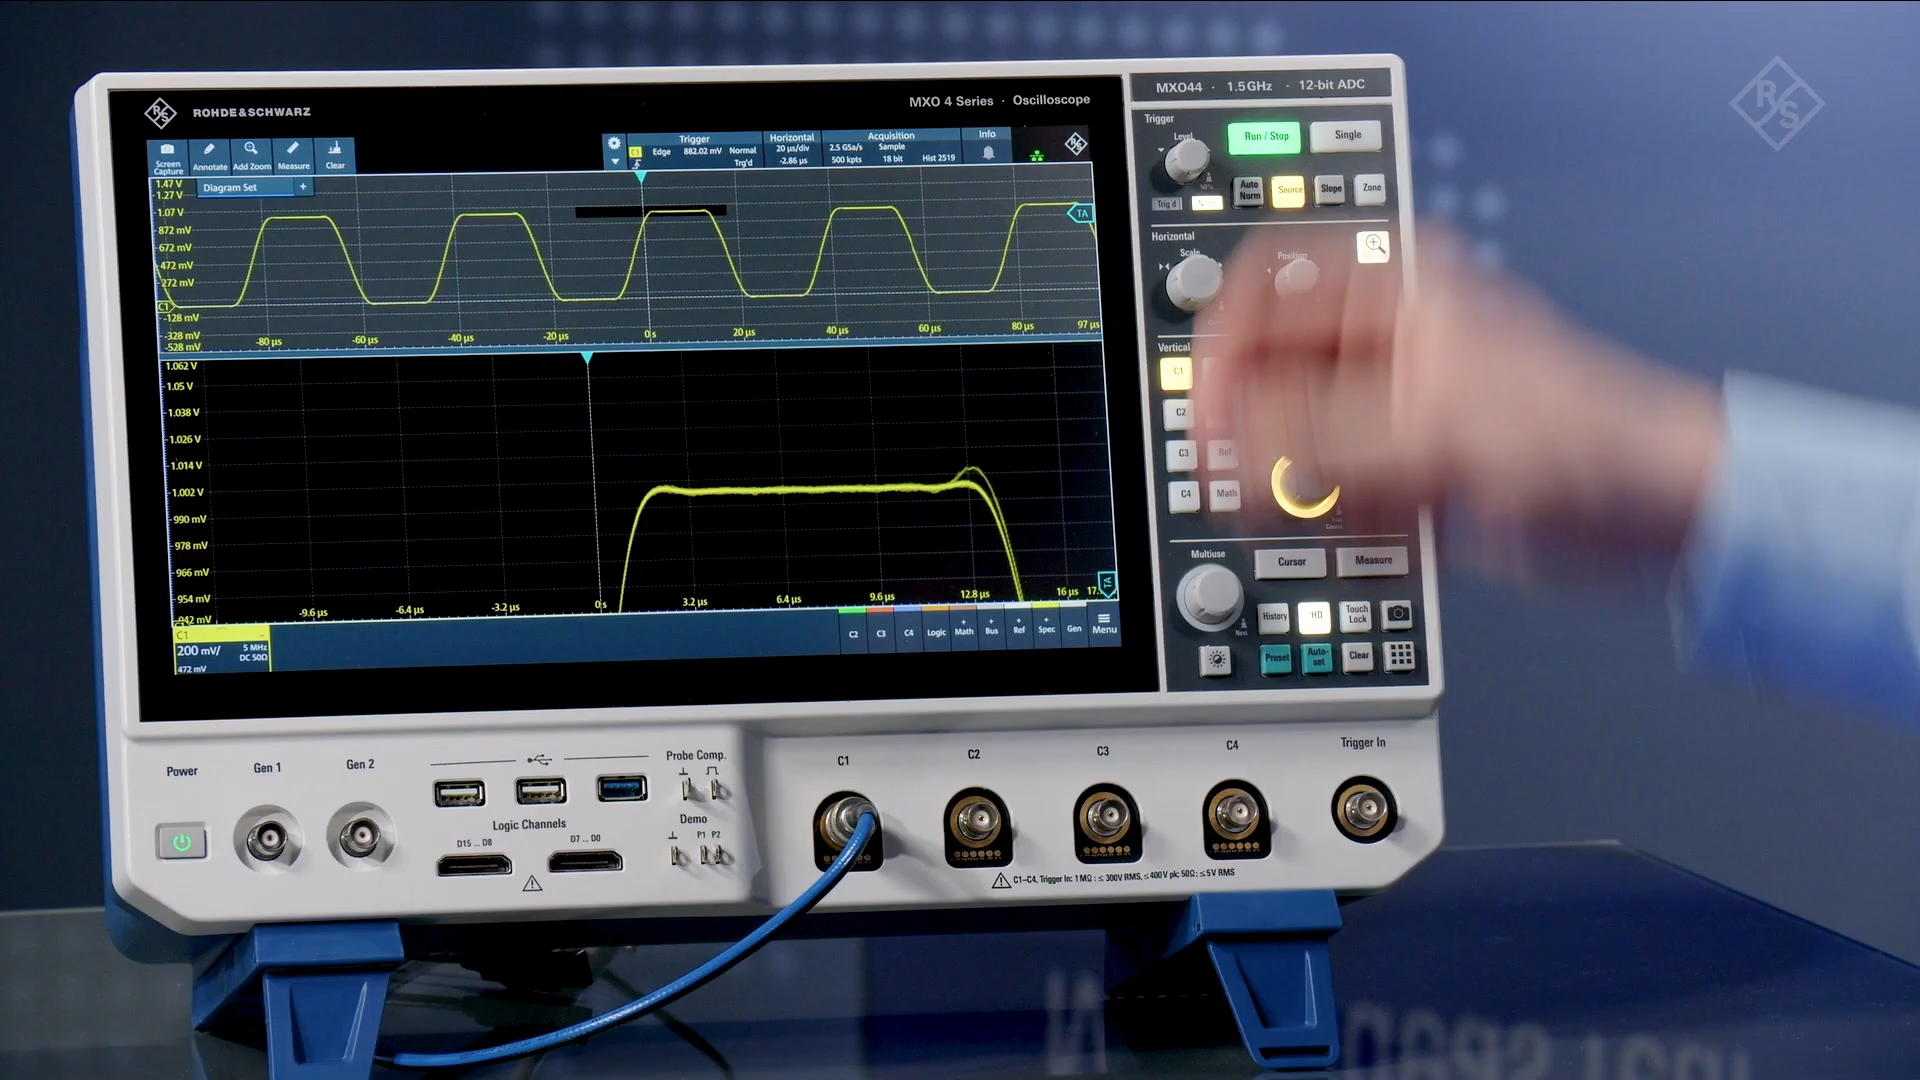 ROHDE&SCHWARZ
MXO 4 Series · Oscilloscope
MXO44 · 1.5GHz · 12-bit ADC
Screen Capture
Annotate
Add Zoom
Measure
Clear
Trigger
C1 Edge 882.02 mV Normal
Trg'd
Horizontal
20 µs/div
-2.86 µs
Acquisition
2.5 GSa/s Sample
500 kpts 18 bit Hist 2519
Info
Diagram Set +
1.47 V
1.27 V
1.07 V
872 mV
672 mV
472 mV
272 mV
C1
-128 mV
-328 mV
-528 mV
-80 µs -60 µs -40 µs -20 µs 0 s 20 µs 40 µs 60 µs 80 µs 97 µs
TA
1.062 V
1.05 V
1.038 V
1.026 V
1.014 V
1.002 V
990 mV
978 mV
966 mV
954 mV
942 mV
-9.6 µs -6.4 µs -3.2 µs 0 s 3.2 µs 6.4 µs 9.6 µs 12.8 µs 16 µs 17.
TA
C1
200 mV/ 5 MHz
DC 50Ω
472 mV
C2 C3 C4 Logic + Math + Bus + Ref + Spec Gen Menu
Trigger
Level
Run / Stop
Single
50%
Trig'd
Auto Norm
Source
Slope
Zone
Horizontal
Scale
Position
Vertical
C1
C2
C3
Ref
C4
Math
Multiuse
Cursor
Measure
Next
History
HD
Touch Lock
Preset
Auto-set
Clear
Power
Gen 1
Gen 2
Probe Comp.
Logic Channels
D15 ... D8
D7 ... D0
Demo
P1 P2
C1
C2
C3
C4
Trigger In
C1–C4, Trigger In: 1 MΩ: ≤ 300V RMS, ≤ 400V pk; 50Ω: ≤ 5V RMS
R&S